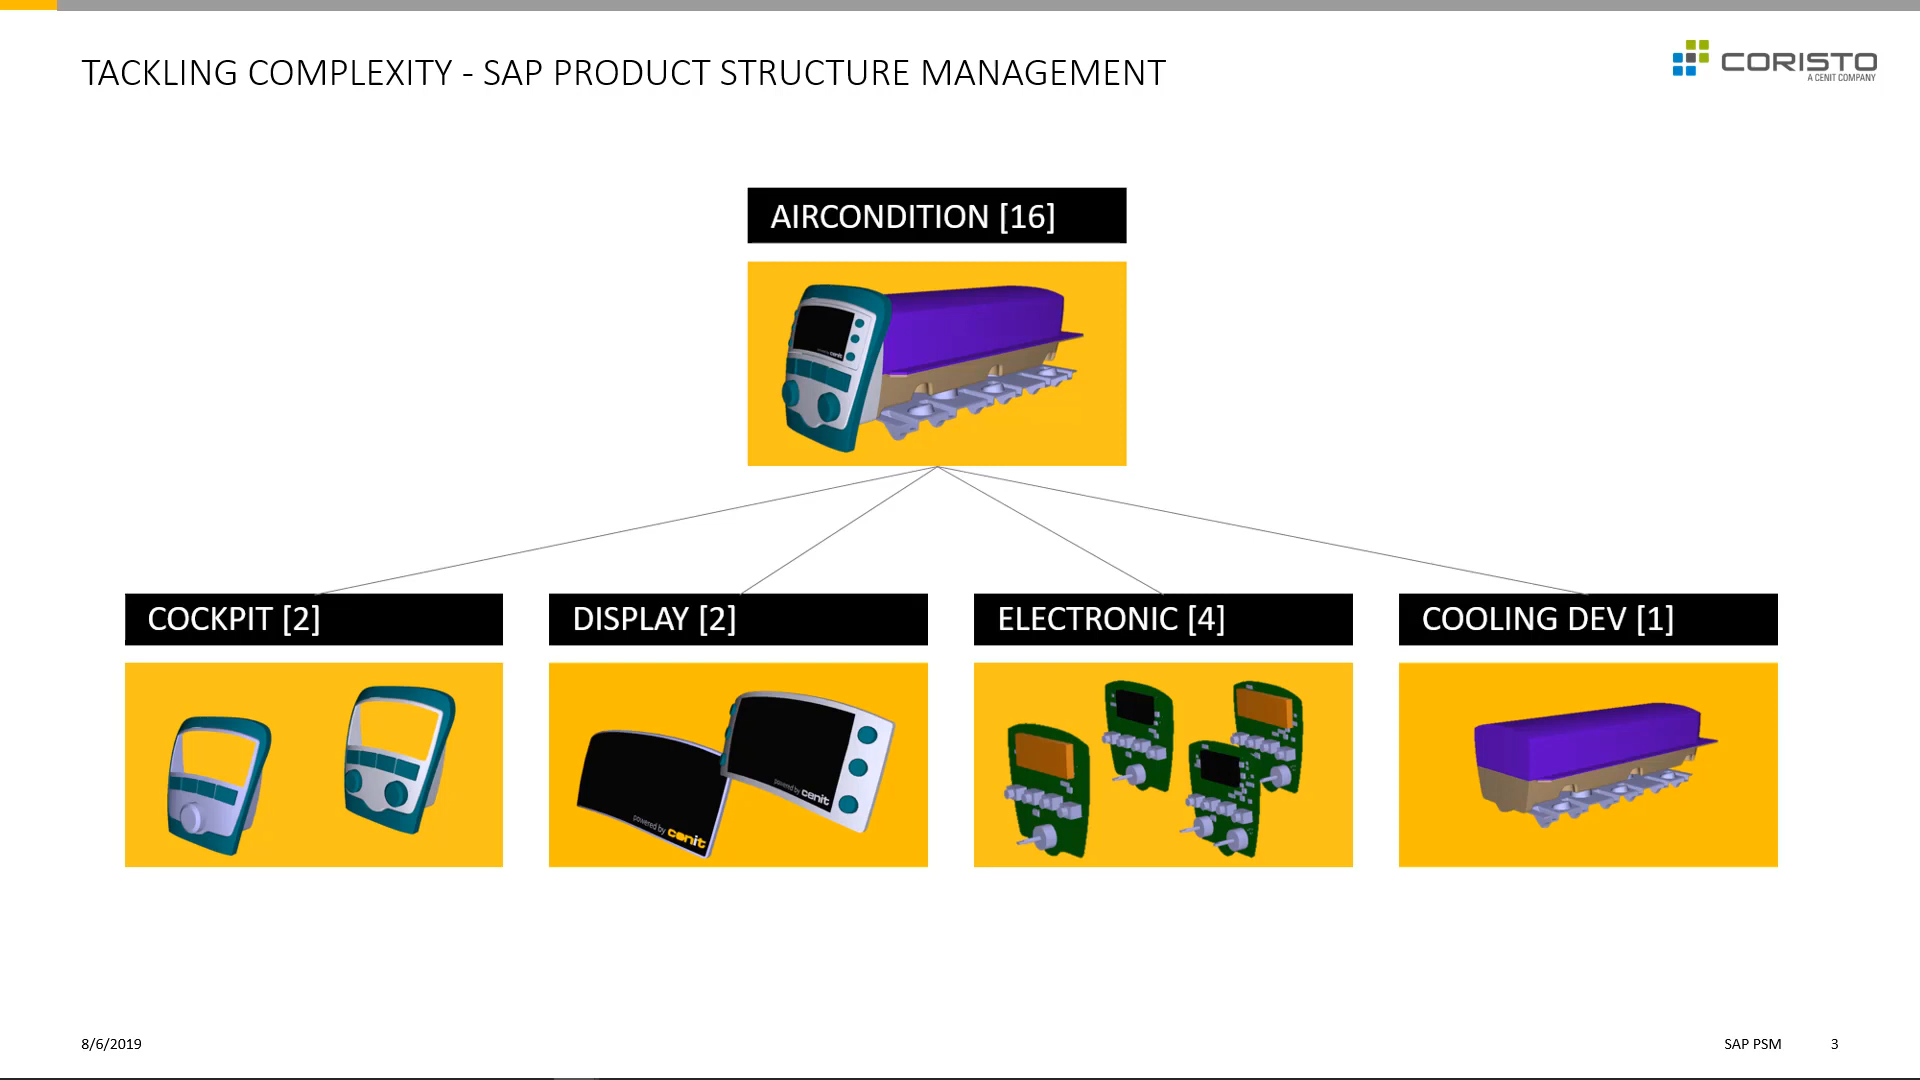 TACKLING COMPLEXITY - SAP PRODUCT STRUCTURE MANAGEMENT
CORISTO
A CENIT COMPANY
AIRCONDITION [16]
cenit
COCKPIT [2]
DISPLAY [2]
ELECTRONIC [4]
COOLING DEV [1]
powered by cenit
powered by cenit
8/6/2019
SAP PSM
3